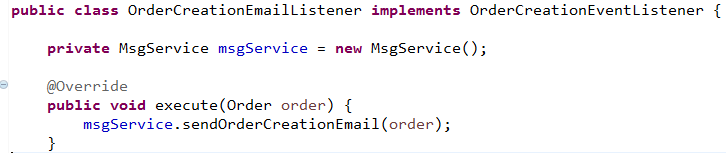 public class OrderCreationEmailListener implements OrderCreationEventListener {
private MsgService msgService = new MsgService();
@Override
public void execute(Order order) {
msgService.sendOrderCreationEmail(order);
}